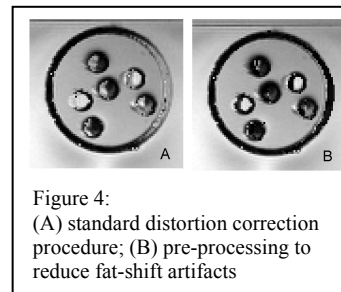 A
B
Figure 4:
(A) standard distortion correction
procedure; (B) pre-processing to
reduce fat-shift artifacts